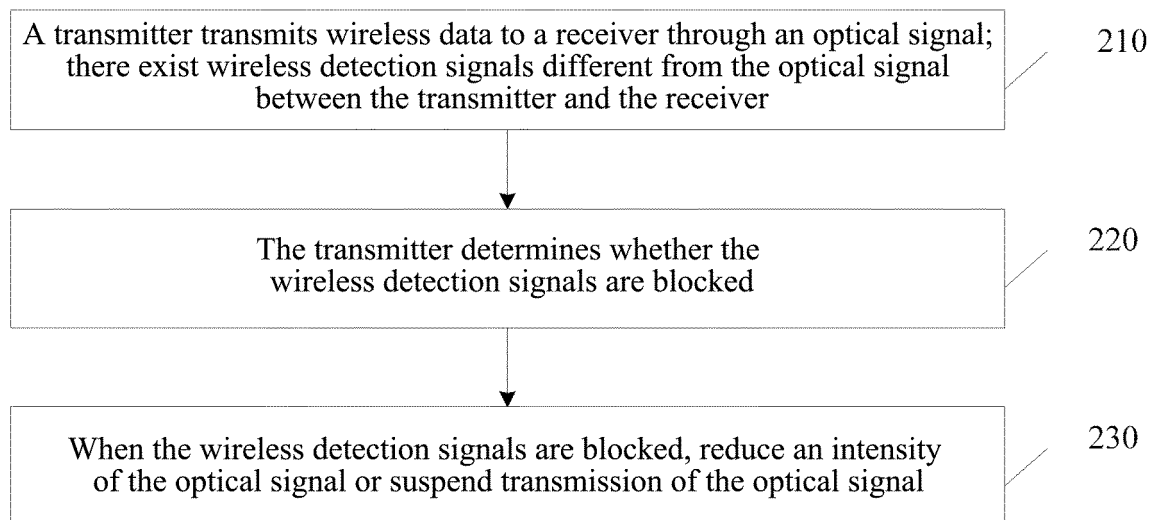 A transmitter transmits wireless data to a receiver through an optical signal;
there exist wireless detection signals different from the optical signal
between the transmitter and the receiver
210
The transmitter determines whether the
wireless detection signals are blocked
220
When the wireless detection signals are blocked, reduce an intensity
of the optical signal or suspend transmission of the optical signal
230